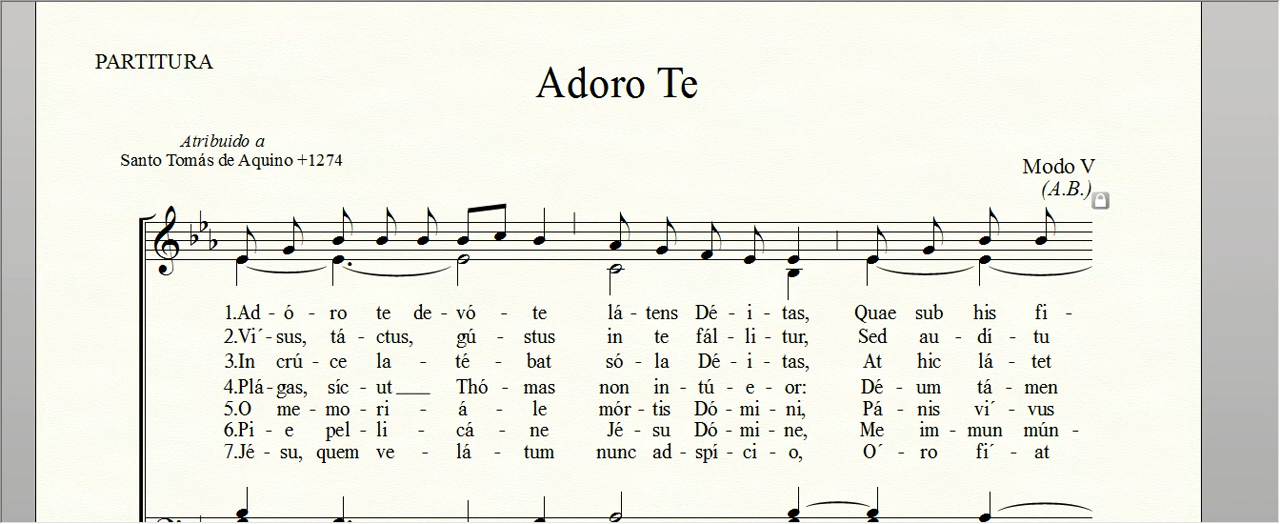 PARTITURA
Adoro Te
Atribuido a
Santo Tomás de Aquino +1274
Modo V
(A.B.)
1.Ad - ó - ro te de - vó - te lá - tens Dé - i - tas, Quae sub his fi -
2.Vi´ - sus, tá - ctus, gú - stus in te fál - li - tur, Sed au - dí - tu
3.In crú - ce la - té - bat só - la Dé - i - tas, At hic lá - tet
4.Plá - gas, síc - ut___ Thó - mas non in - tú - e - or: Dé - um tá - men
5.O me - mo - ri - á - le mór - tis Dó - mi - ni, Pá - nis vi´ - vus
6.Pi - e pel - li - cá - ne Jé - su Dó - mi - ne, Me im - mun mún -
7.Jé - su, quem ve - lá - tum nunc ad - spí - ci - o, O´ - ro fi´ - at